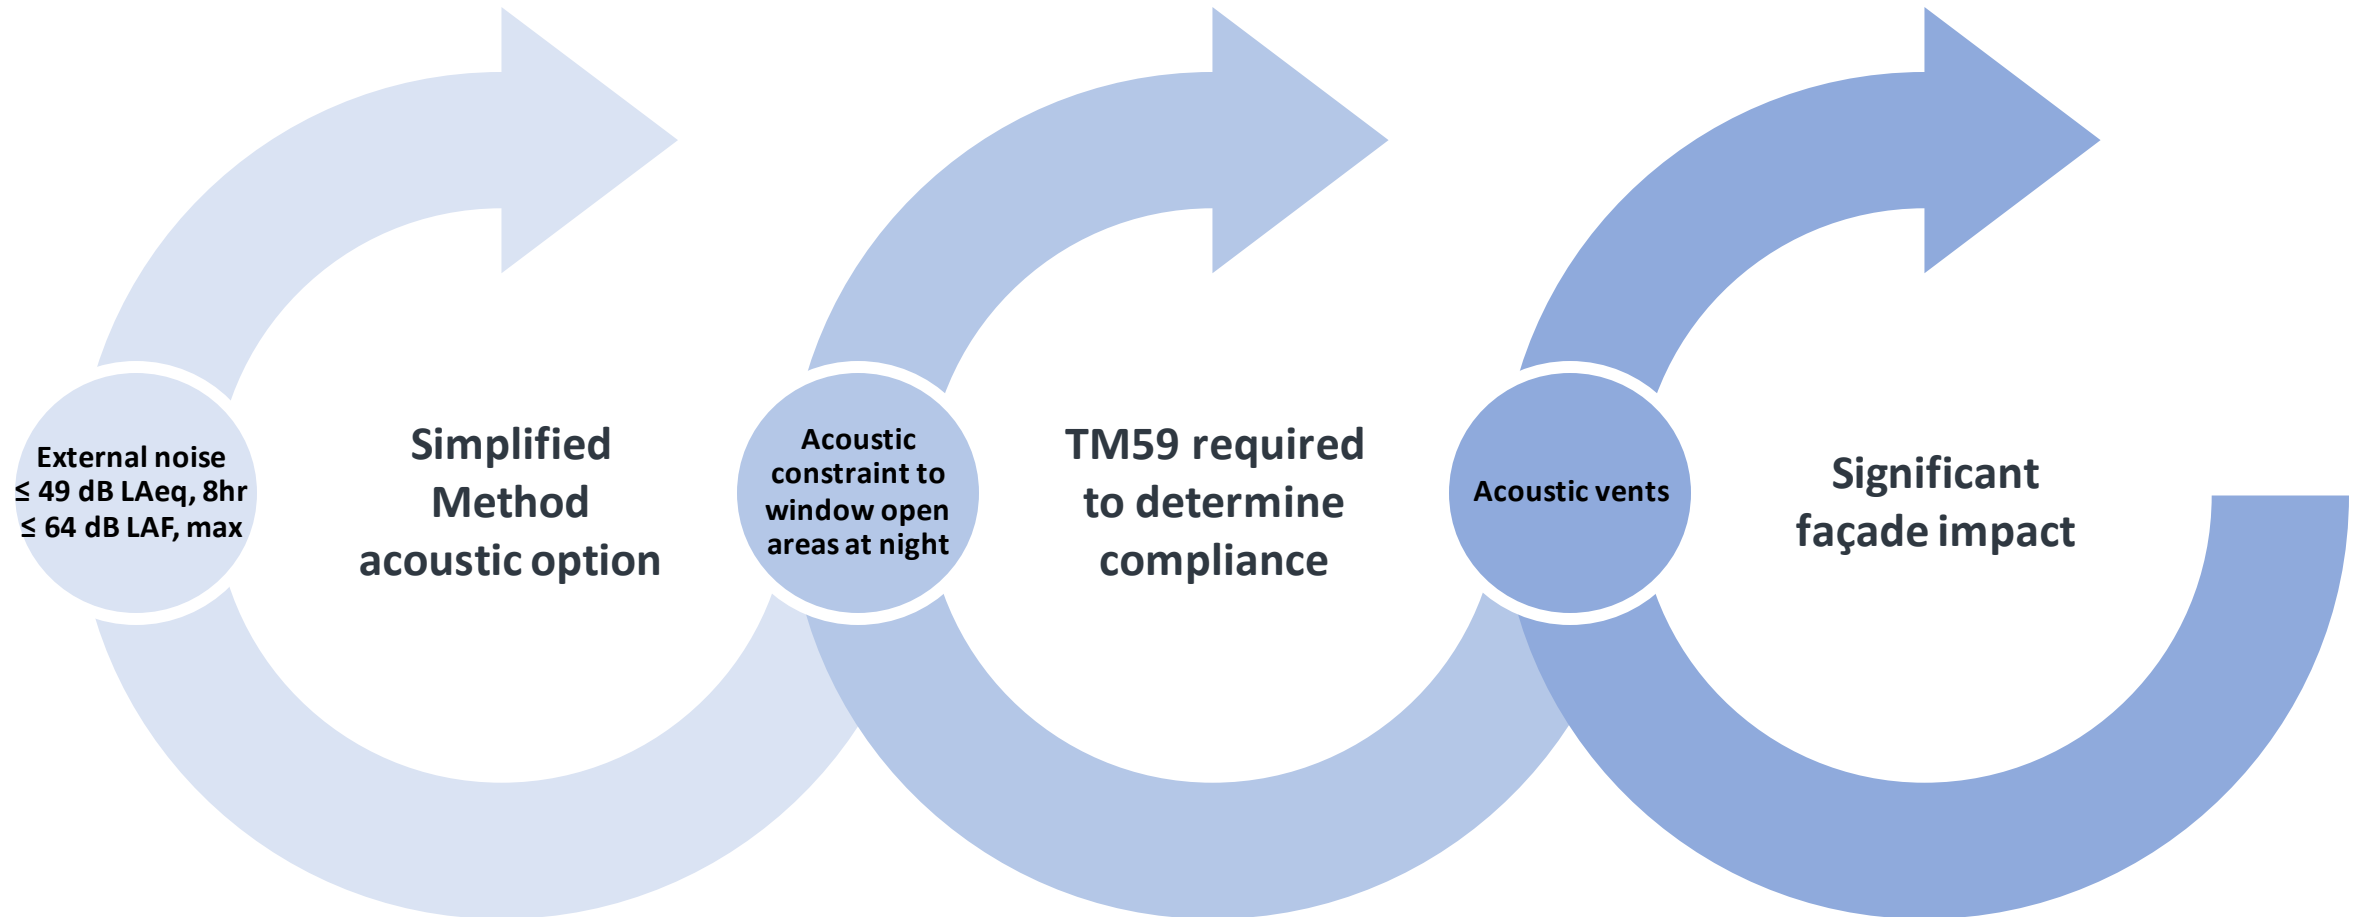 External noise
≤ 49 dB LAeq, 8hr
≤ 64 dB LAF, max
Simplified
Method
acoustic option
Acoustic
constraint to
window open
areas at night
TM59 required
to determine
compliance
Acoustic vents
Significant
façade impact